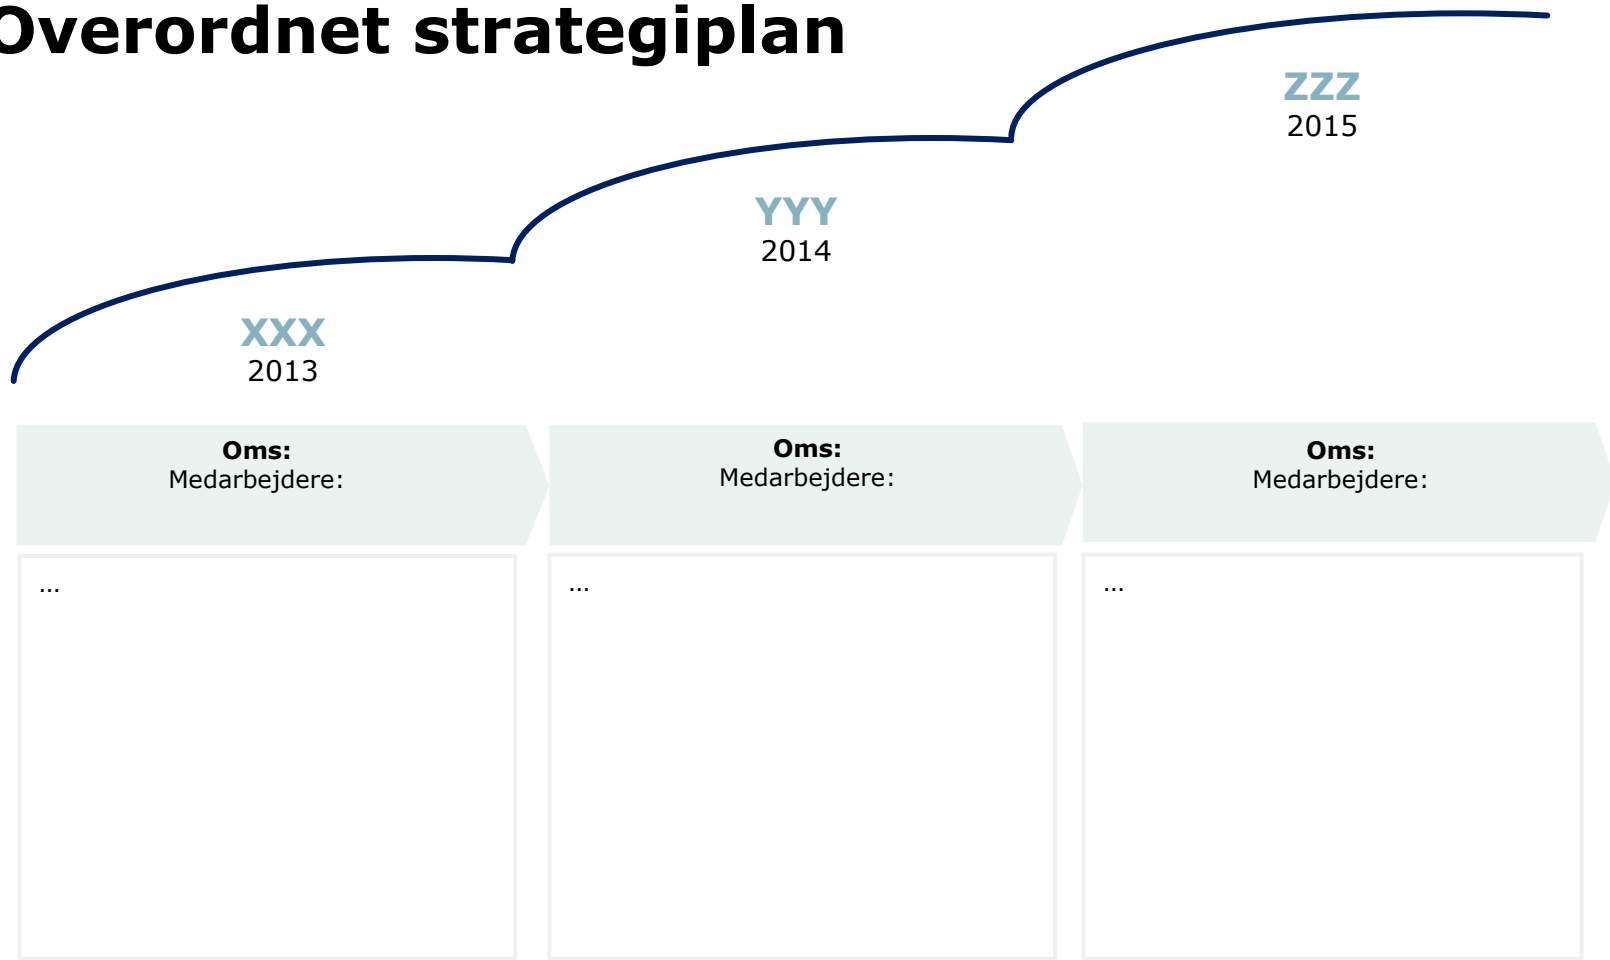 Overordnet strategiplan
ZZZ
2015
YYY
2014
XXX
2013
Oms:
Medarbejdere:
Oms:
Medarbejdere:
Oms:
Medarbejdere:
...
...
...